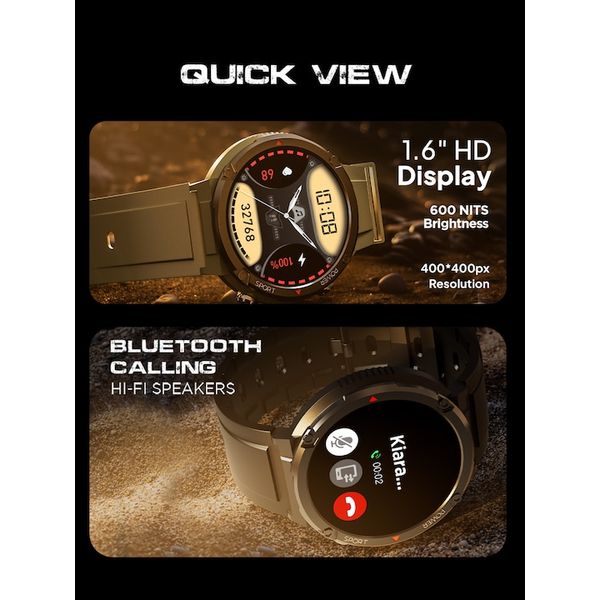 QUICK VIEW
1.6" HD
Display
600 NITS
Brightness
400*400px
Resolution
89
10:08
32768
100%
SPORT
POWER
BLUETOOTH
CALLING
HI-FI SPEAKERS
Kiara...
00:02
POWER
SPORT